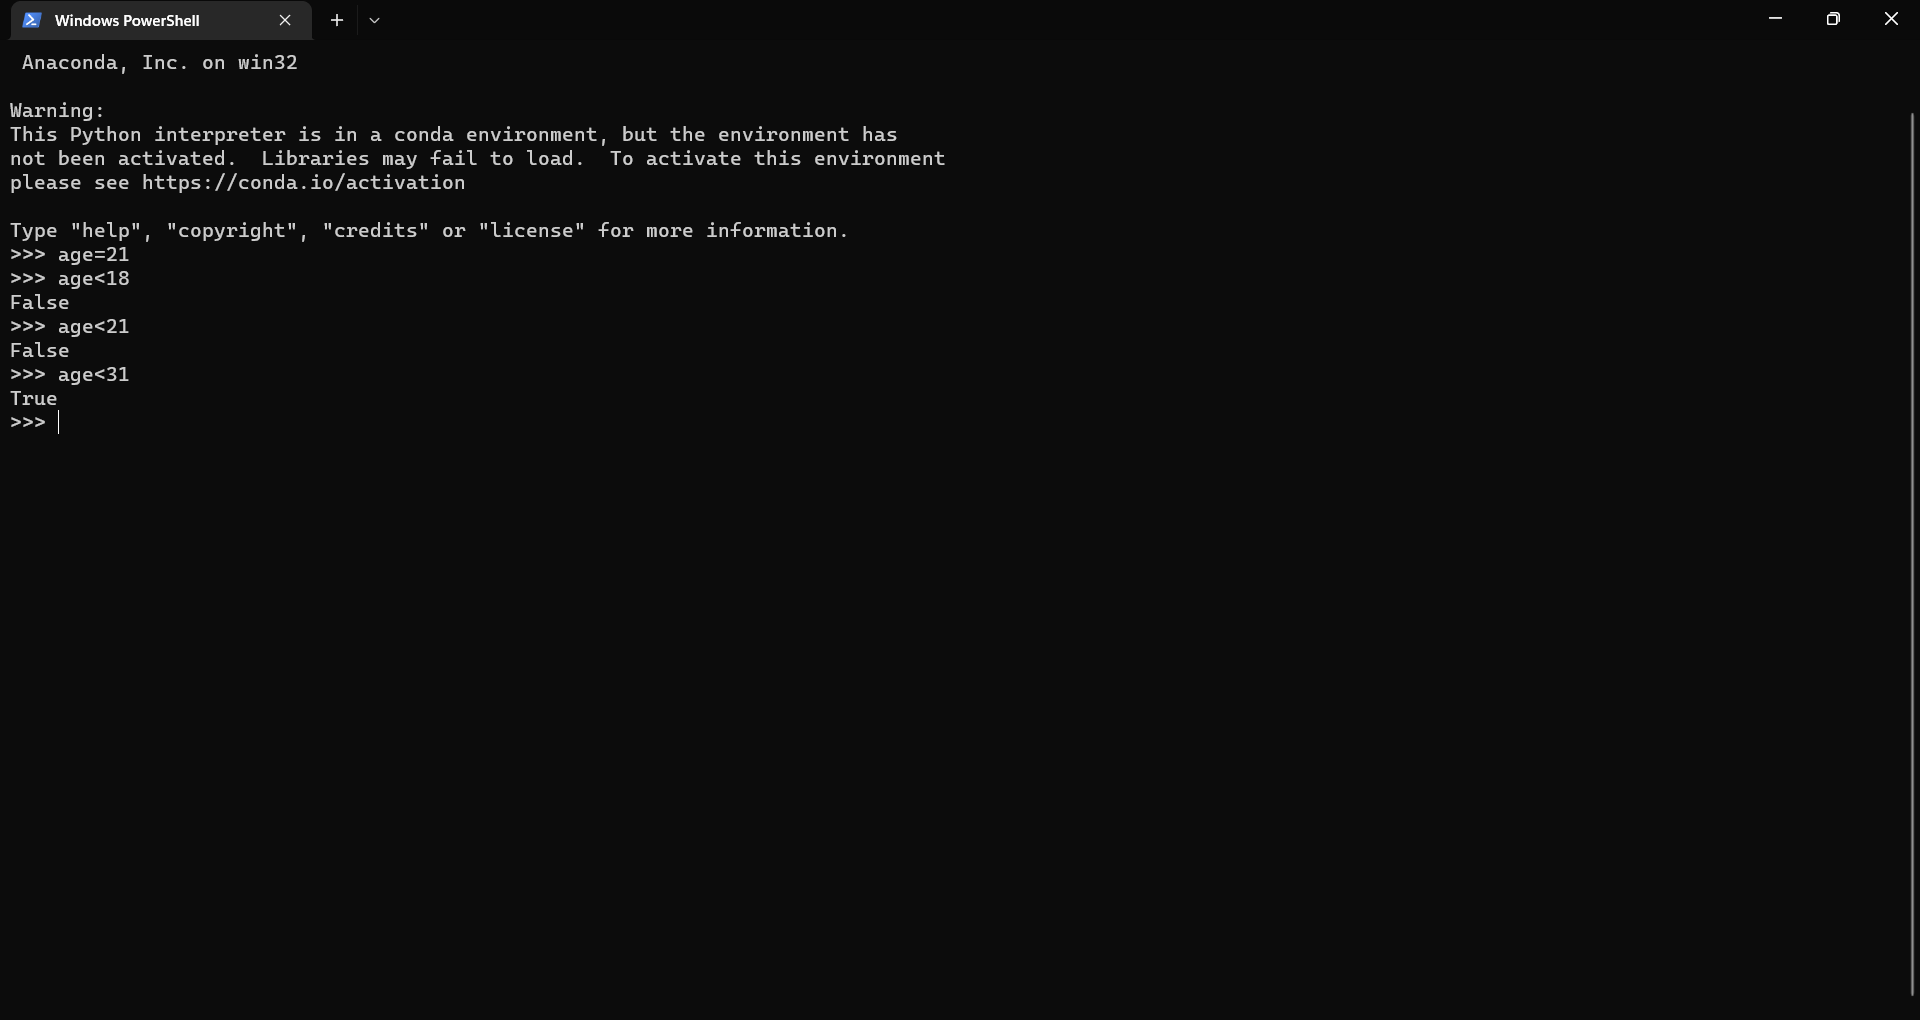 Windows PowerShell
 Anaconda, Inc. on win32
Warning:
This Python interpreter is in a conda environment, but the environment has
not been activated.  Libraries may fail to load.  To activate this environment
please see https://conda.io/activation
Type "help", "copyright", "credits" or "license" for more information.
>>> age=21
>>> age<18
False
>>> age<21
False
>>> age<31
True
>>>